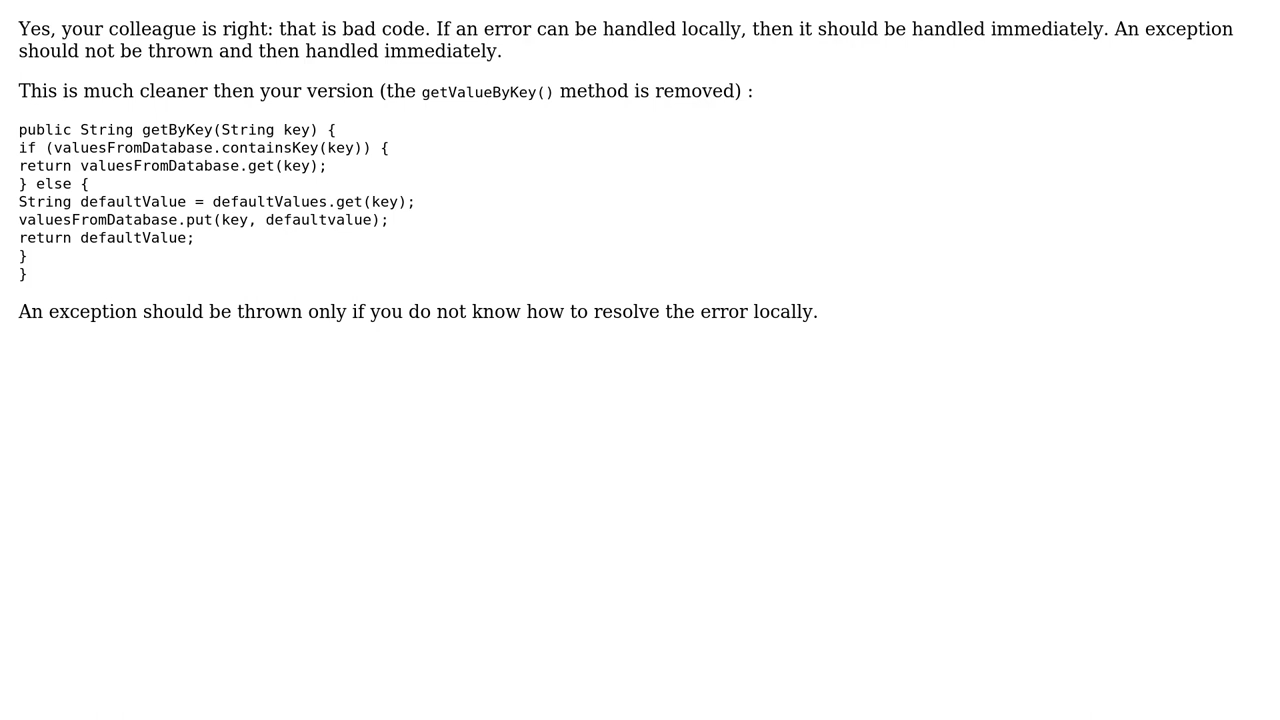 Yes, your colleague is right: that is bad code. If an error can be handled locally, then it should be handled immediately. An exception
should not be thrown and then handled immediately.
This is much cleaner then your version (the getValueByKey() method is removed) :
public String getByKey(String key) {
if (valuesFromDatabase.containsKey(key)) {
return valuesFromDatabase.get(key);
} else {
String defaultValue = defaultValues.get(key);
valuesFromDatabase.put(key, defaultvalue);
return defaultValue;
}
}
An exception should be thrown only if you do not know how to resolve the error locally.